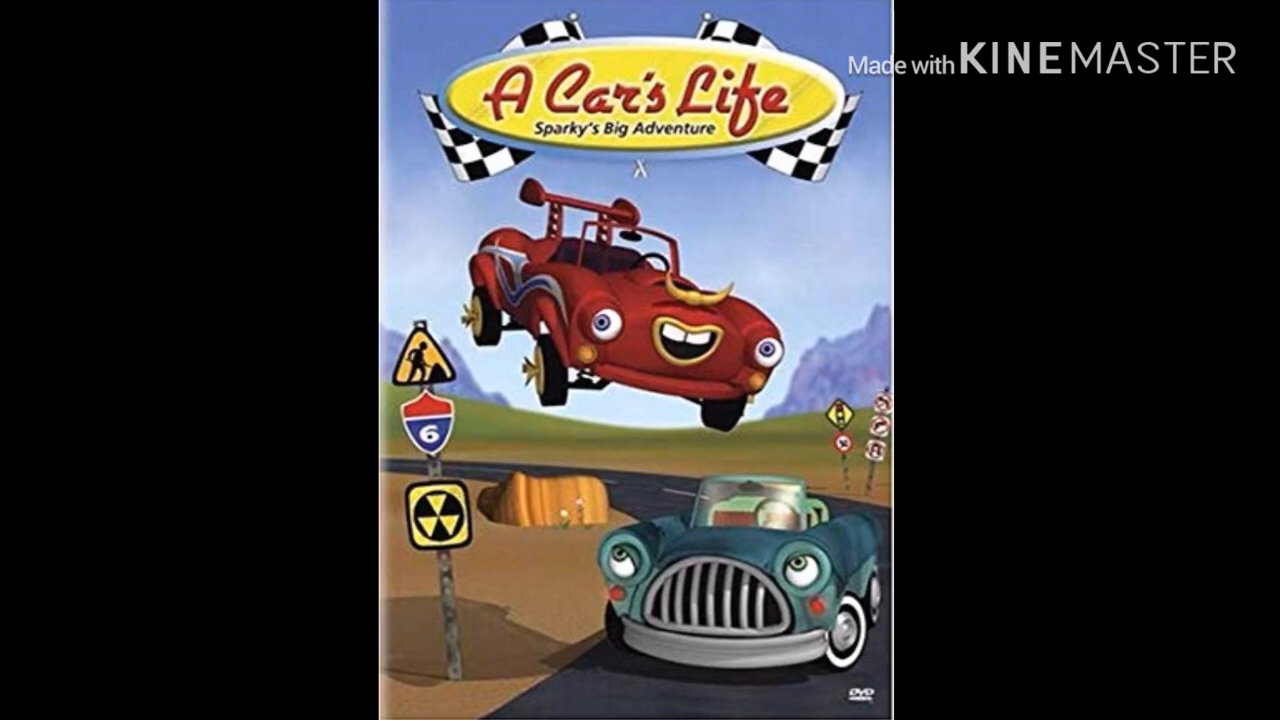 A Car's Life
Sparky's Big Adventure
Made with KINEMASTER
6
DVD